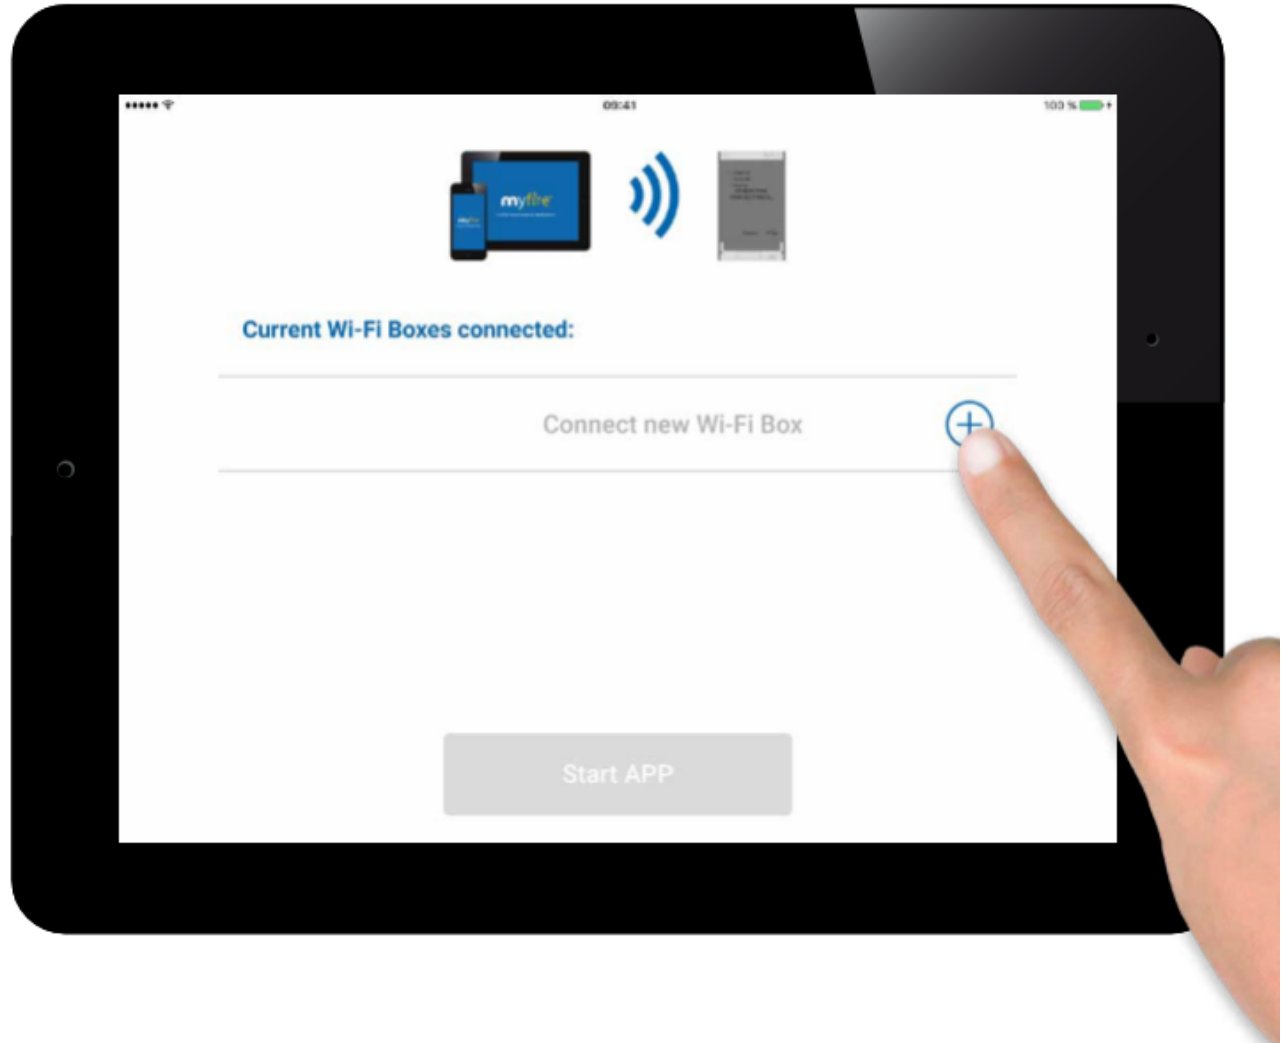 09:41
100 %
myfire
Current Wi-Fi Boxes connected:
Connect new Wi-Fi Box
Start APP